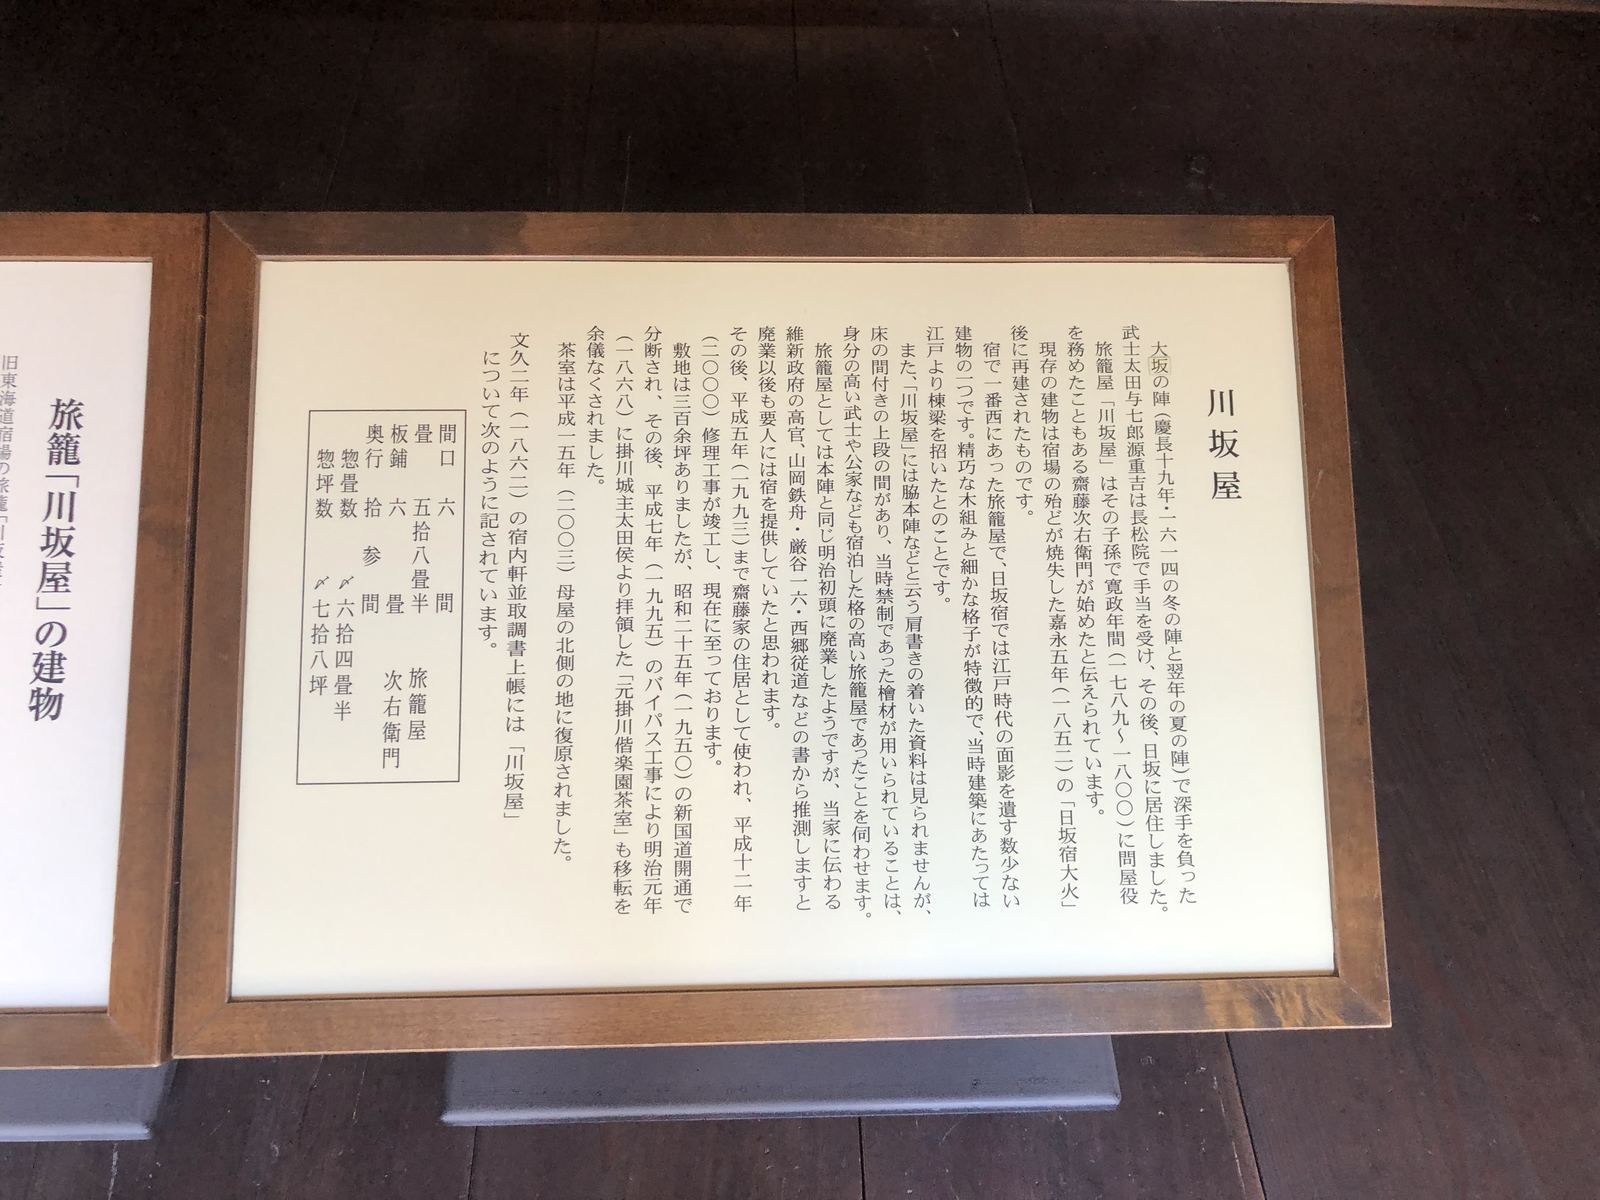 川坂屋
大坂の陣（慶長十九年・一六一四の冬の陣と翌年の夏の陣）で深手を負った
武士太田与七郎源重吉は長松院で手当を受け、その後、日坂に居住しました。
旅籠屋「川坂屋」はその子孫で寛政年間（一七八九〜一八〇〇）に問屋役
を務めたこともある齋藤次右衛門が始めたと伝えられています。
現存の建物は宿場の殆どが焼失した嘉永五年（一八五二）の「日坂宿大火」
後に再建されたものです。
宿で一番西にあった旅籠屋で、日坂宿では江戸時代の面影を遺す数少ない
建物の一つです。精巧な木組みと細かな格子が特徴的で、当時建築にあたっては
江戸より棟梁を招いたとのことです。
また、「川坂屋」には脇本陣などと云う肩書きの着いた資料は見られませんが、
床の間付きの上段の間があり、当時禁制であった檜材が用いられていることは、
身分の高い武士や公家なども宿泊した格の高い旅籠屋であったことを伺わせます。
旅籠屋としては本陣と同じ明治初頭に廃業したようですが、当家に伝わる
維新政府の高官、山岡鉄舟・巌谷一六・西郷従道などの書から推測しますと
廃業以後も要人には宿を提供していたと思われます。
その後、平成五年（一九九三）まで齋藤家の住居として使われ、平成十二年
（二〇〇〇）修理工事が竣工し、現在に至っております。
敷地は三百余坪ありましたが、昭和二十五年（一九五〇）の新国道開通で
分断され、その後、平成七年（一九九五）のバイパス工事により明治元年
（一八六八）に掛川城主太田侯より拝領した「元掛川偕楽園茶室」も移転を
余儀なくされました。
茶室は平成一五年（二〇〇三）母屋の北側の地に復原されました。
文久二年（一八六二）の宿内軒並取調書上帳には「川坂屋」
について次のように記されています。
間口 六 間
畳 五拾八畳半 旅籠屋
板鋪 六 畳 次右衛門
奥行 拾 参 間
惣畳数 〆六拾四畳半
惣坪数 〆七拾八坪
旅籠「川坂屋」の建物